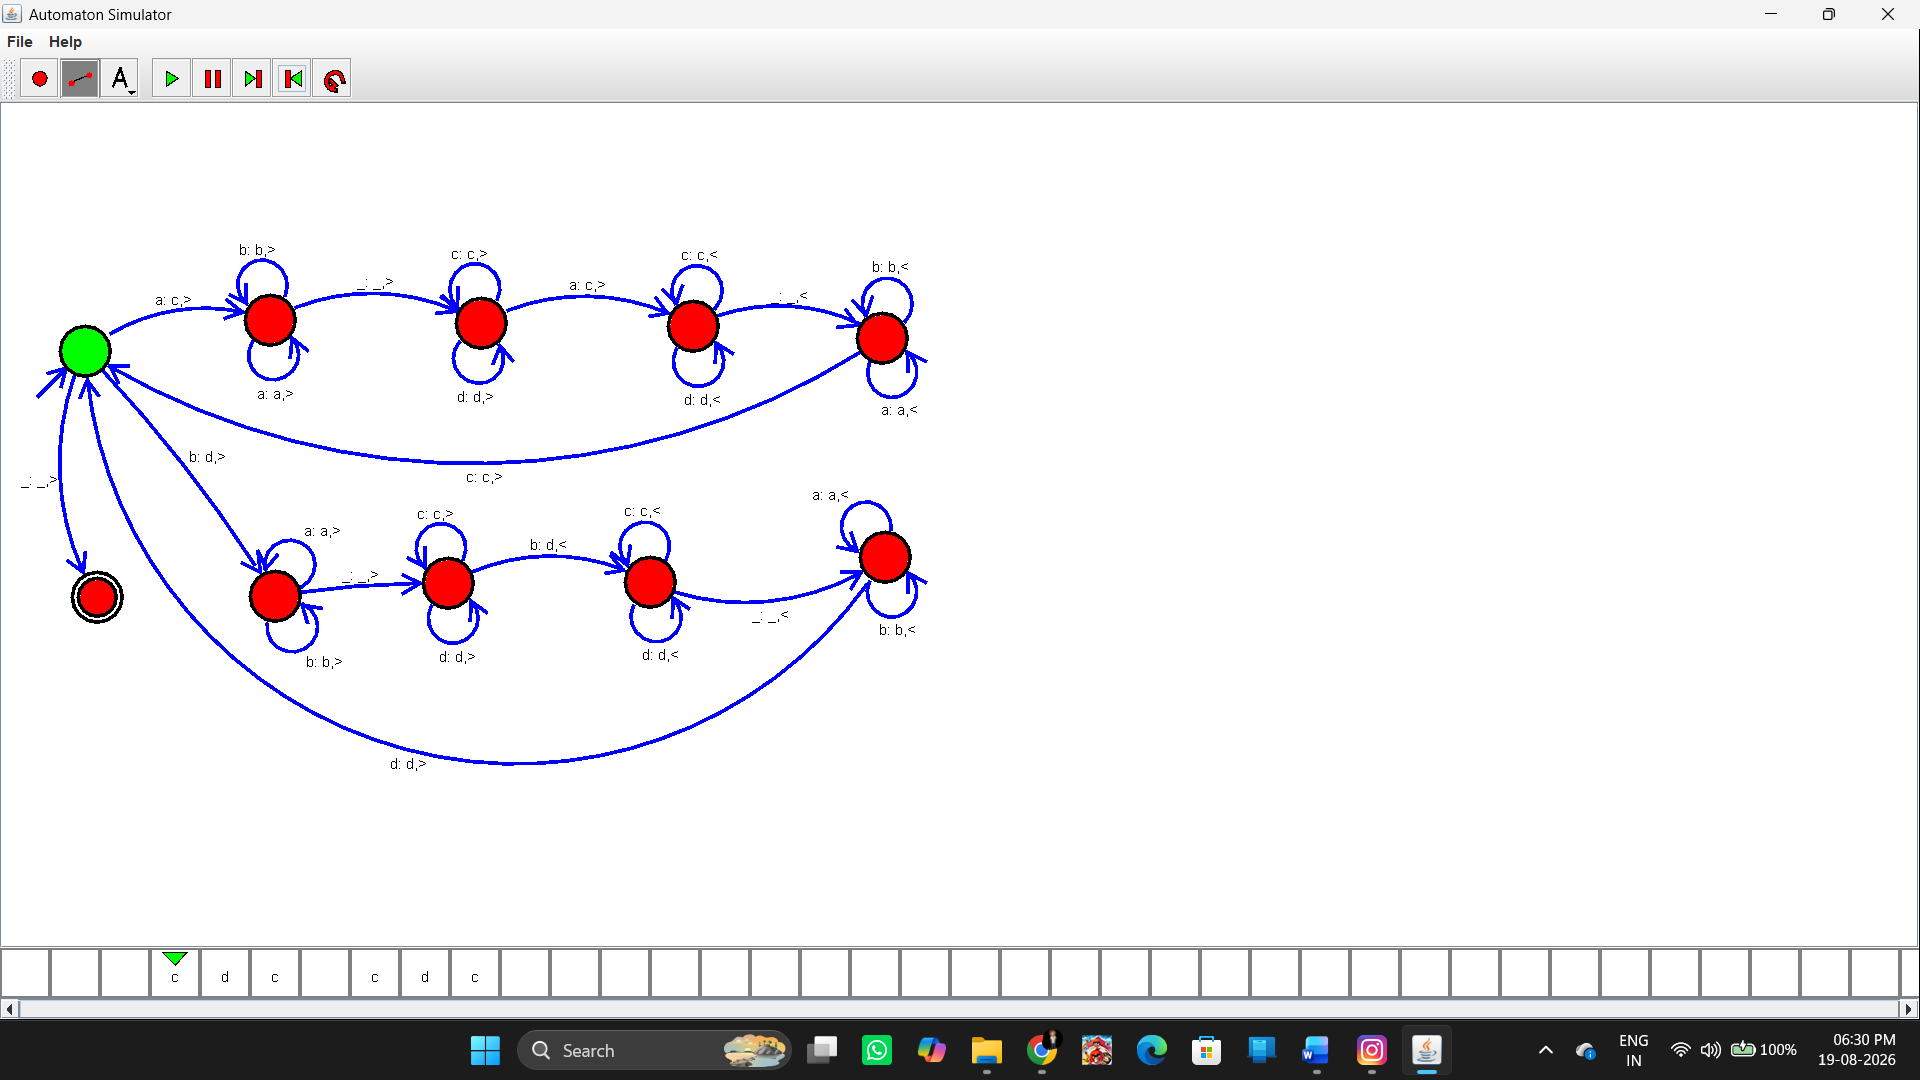 Automaton Simulator
File Help
A
b: b,>
c: c,>
c: c,<
b: b,<
a: c,>
_: _,>
a: c,>
_: _,<
a: a,>
d: d,>
d: d,<
a: a,<
b: d,>
c: c,>
_: _,>
a: a,<
a: a,>
c: c,>
b: d,<
c: c,<
_: _,>
_: _,<
b: b,<
b: b,>
d: d,>
d: d,<
d: d,>
c d c c d c
Search
ENG
IN
100%
06:30 PM
19-08-2026